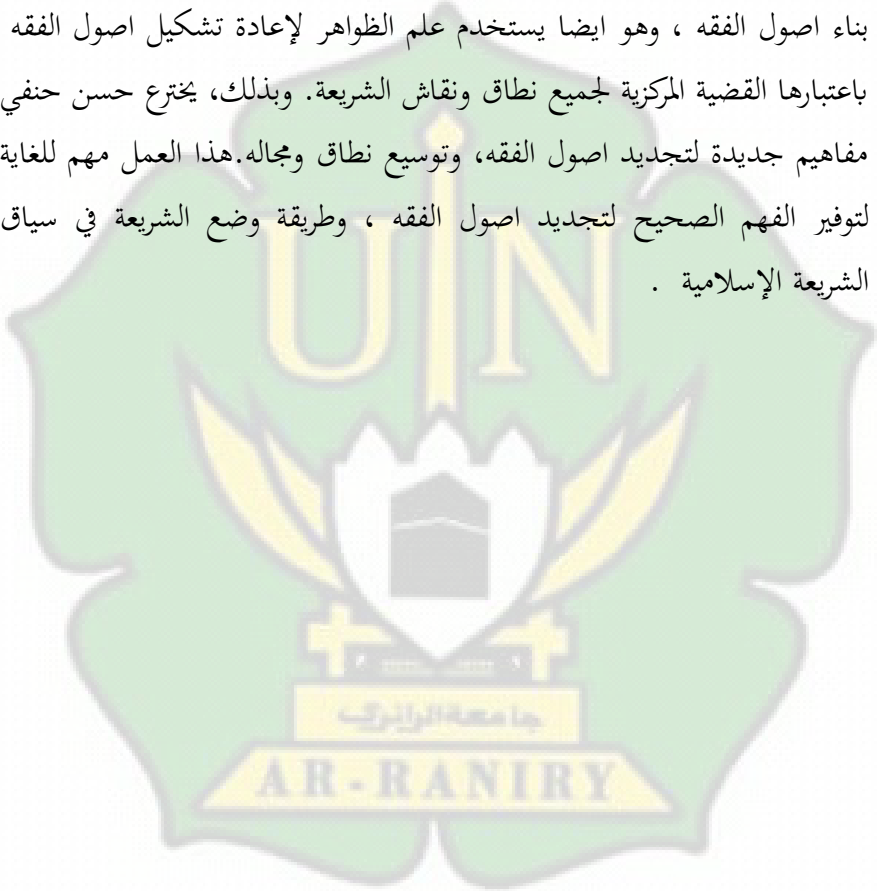 بناء اصول الفقه ، وهو ايضا يستخدم علم الظواهر لإعادة تشكيل اصول الفقه
باعتبارها القضية المركزية لجميع نطاق ونقاش الشريعة. وبذلك، يخترع حسن حنفي
مفاهيم جديدة لتجديد اصول الفقه، وتوسيع نطاق ومجاله.هذا العمل مهم للغاية
لتوفير الفهم الصحيح لتجديد اصول الفقه ، وطريقة وضع الشريعة في سياق
الشريعة الإسلامية .
UIN
جامعة الرانري
AR-RANIRY